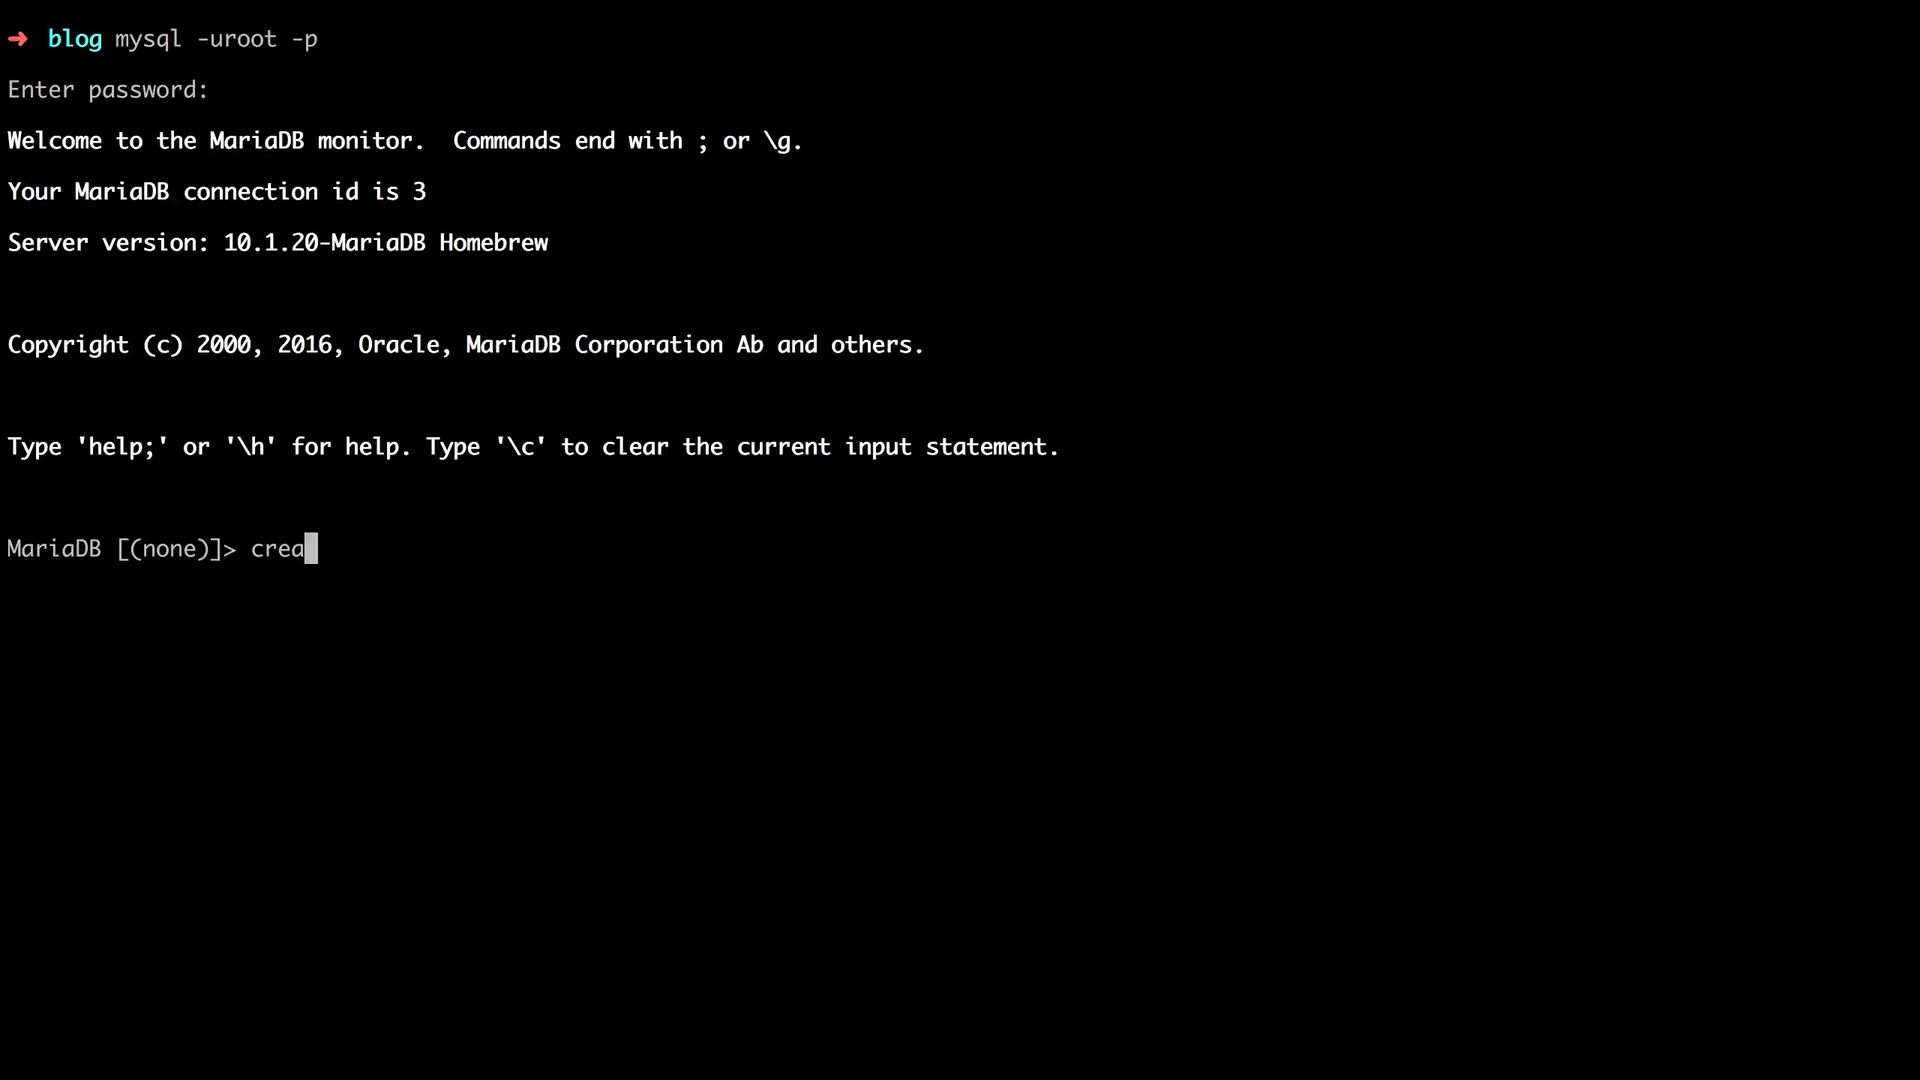 ➜ blog mysql -uroot -p
Enter password:
Welcome to the MariaDB monitor.  Commands end with ; or \g.
Your MariaDB connection id is 3
Server version: 10.1.20-MariaDB Homebrew
Copyright (c) 2000, 2016, Oracle, MariaDB Corporation Ab and others.
Type 'help;' or '\h' for help. Type '\c' to clear the current input statement.
MariaDB [(none)]> crea